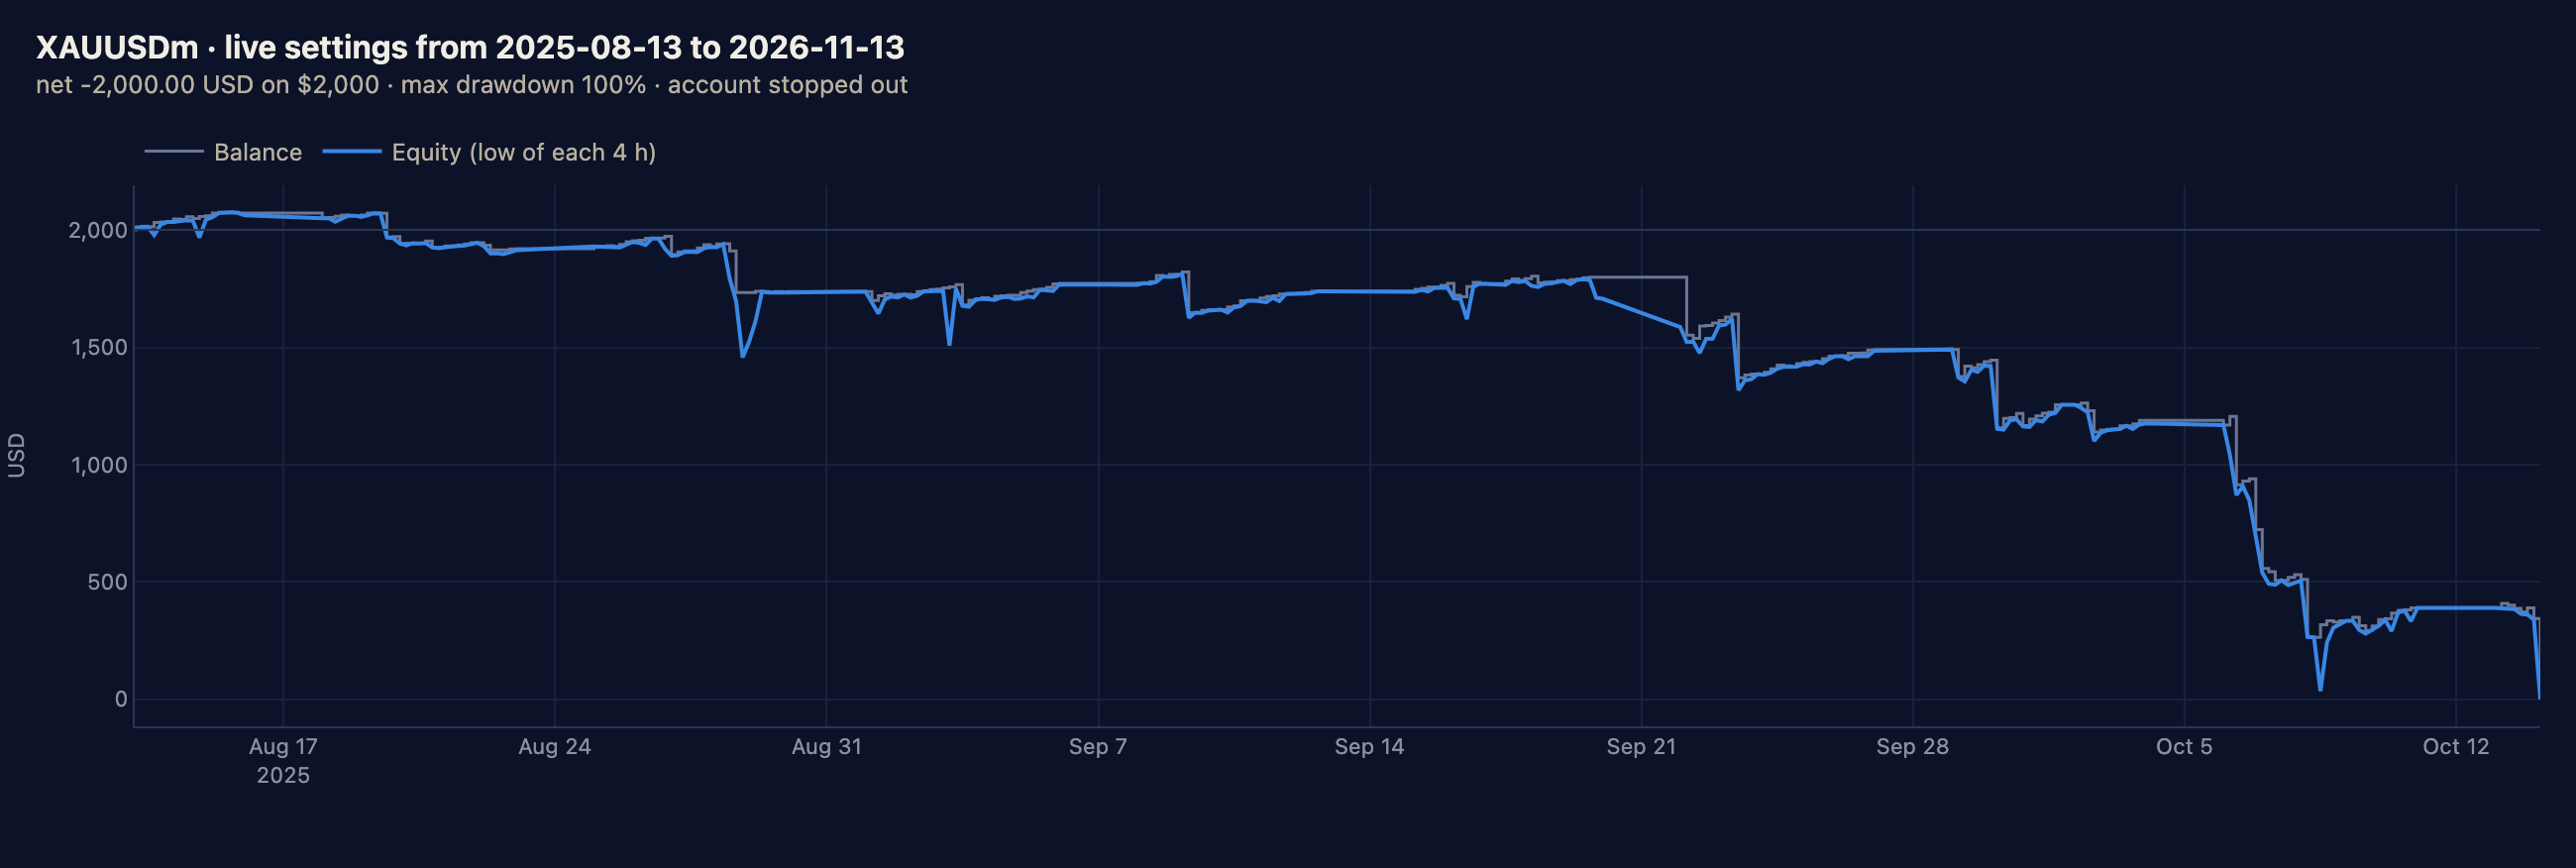 XAUUSDm · live settings from 2025-08-13 to 2026-11-13
net -2,000.00 USD on $2,000 · max drawdown 100% · account stopped out
Balance Equity (low of each 4 h)
2,000
1,500
1,000
500
0
USD
Aug 17 Aug 24 Aug 31 Sep 7 Sep 14 Sep 21 Sep 28 Oct 5 Oct 12
2025